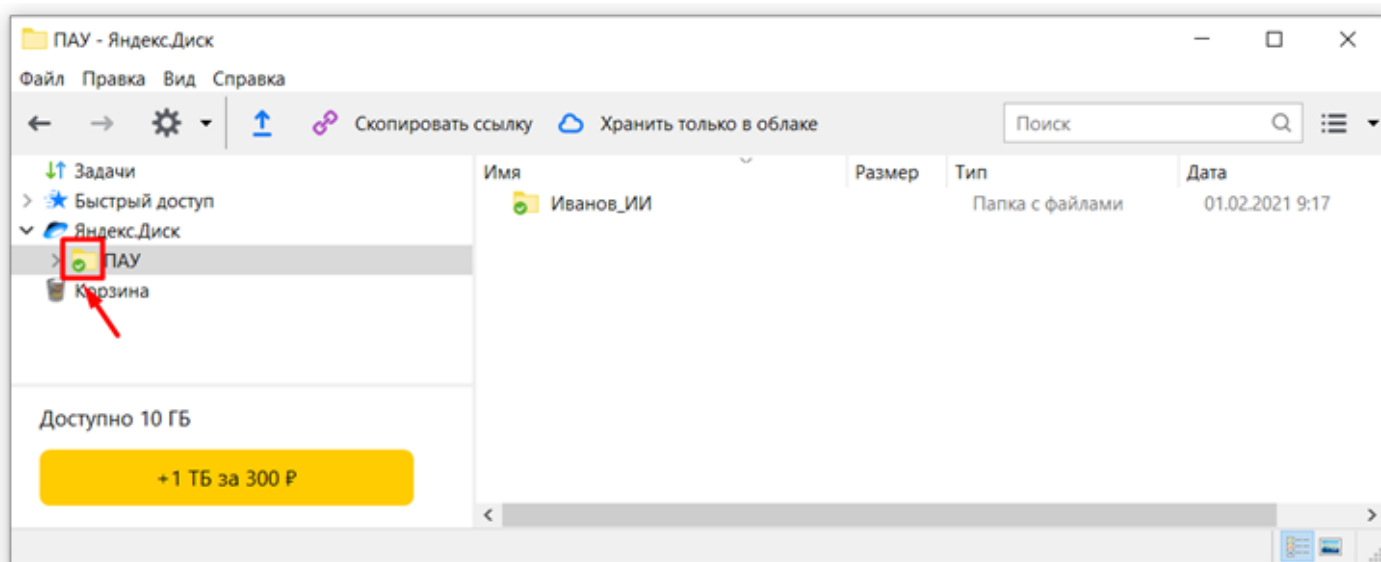 ПАУ - Яндекс.Диск
Файл Правка Вид Справка
Скопировать ссылку Хранить только в облаке Поиск
Задачи
Быстрый доступ
Яндекс.Диск
ПАУ
Корзина
Имя Размер Тип Дата
Иванов_ИИ Папка с файлами 01.02.2021 9:17
Доступно 10 ГБ
+1 ТБ за 300 ₽